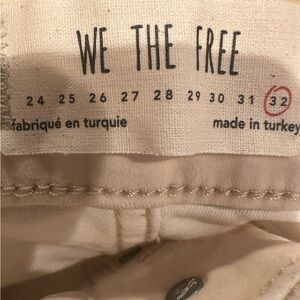 WE THE FREE
24 25 26 27 28 29 30 31 32
fabriqué en turquie made in turkey